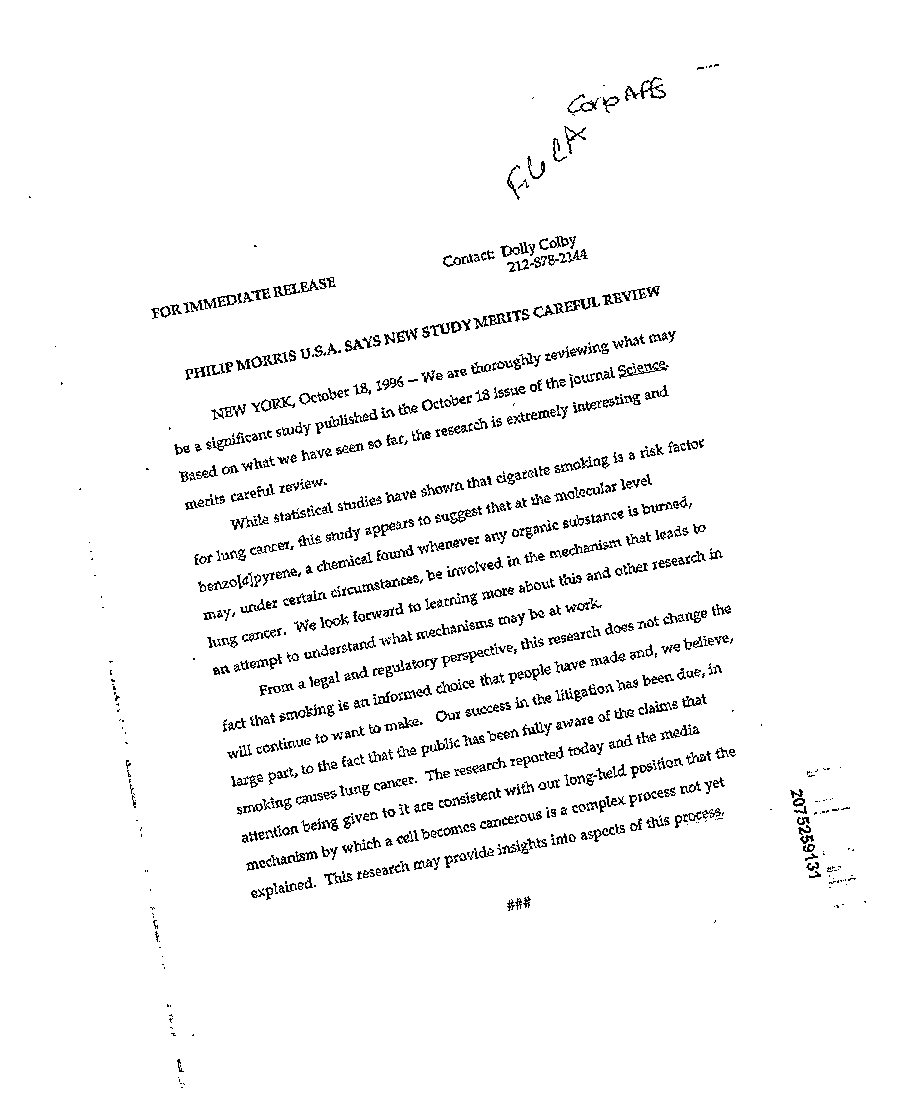 Corp Affs
File CA
Contact: Dolly Colby
212-878-2144
FOR IMMEDIATE RELEASE
PHILIP MORRIS U.S.A. SAYS NEW STUDY MERITS CAREFUL REVIEW
NEW YORK, October 18, 1996 -- We are thoroughly reviewing what may
be a significant study published in the October 18 issue of the journal Science.
Based on what we have seen so far, the research is extremely interesting and
merits careful review.
While statistical studies have shown that cigarette smoking is a risk factor
for lung cancer, this study appears to suggest that at the molecular level
benzo[a]pyrene, a chemical found whenever any organic substance is burned,
may, under certain circumstances, be involved in the mechanism that leads to
lung cancer. We look forward to learning more about this and other research in
an attempt to understand what mechanisms may be at work.
From a legal and regulatory perspective, this research does not change the
fact that smoking is an informed choice that people have made and, we believe,
will continue to want to make. Our success in the litigation has been due, in
large part, to the fact that the public has been fully aware of the claims that
smoking causes lung cancer. The research reported today and the media
attention being given to it are consistent with our long-held position that the
mechanism by which a cell becomes cancerous is a complex process not yet
explained. This research may provide insights into aspects of this process.
###
2075259131